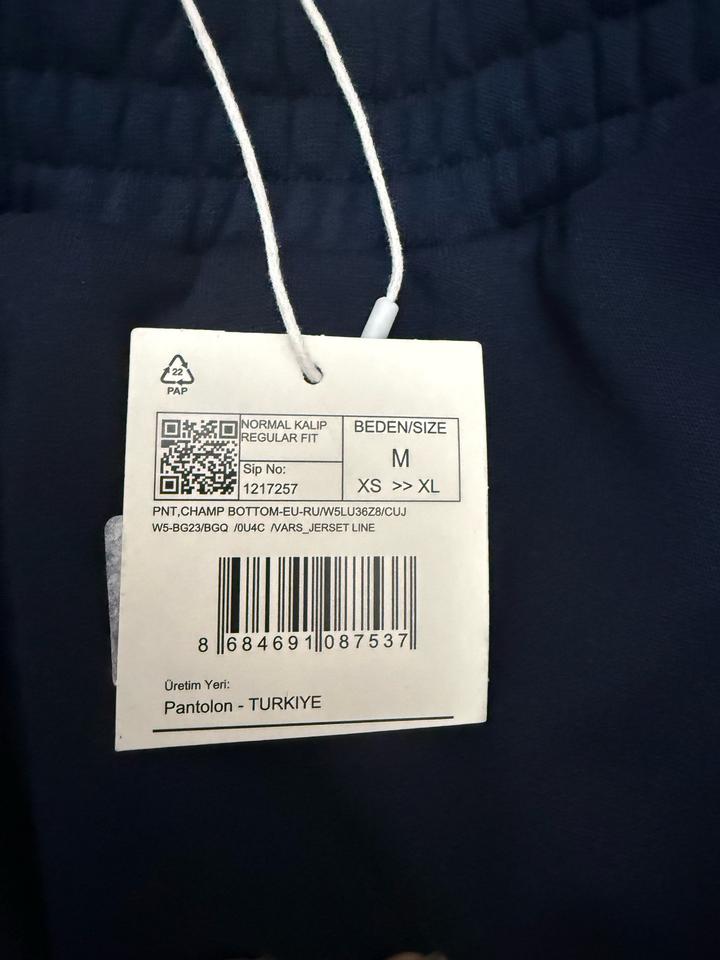 22
PAP
NORMAL KALIP
REGULAR FIT
Sip No:
1217257
BEDEN/SIZE
M
XS >> XL
PNT,CHAMP BOTTOM-EU-RU/W5LU36Z8/CUJ
W5-BG23/BGQ /0U4C /VARS_JERSET LINE
8 684691 087537
Üretim Yeri:
Pantolon - TURKIYE